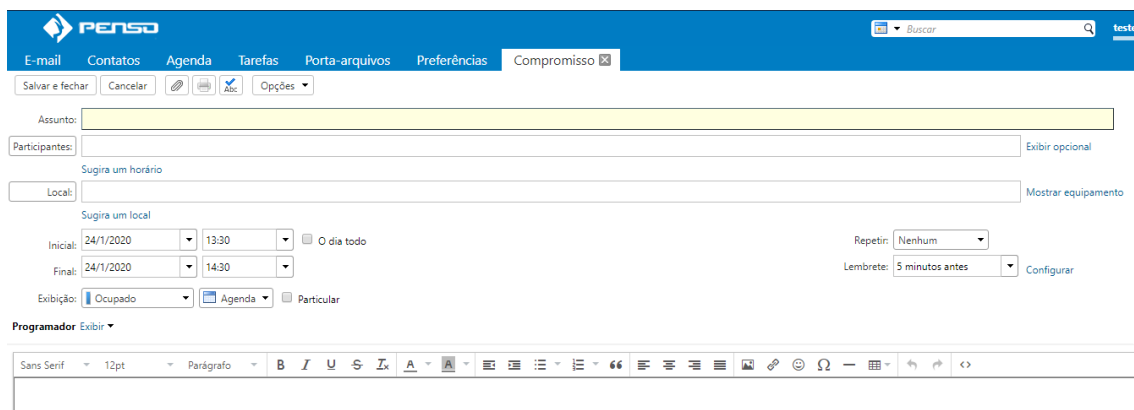 PENSO
Buscar
teste
E-mail Contatos Agenda Tarefas Porta-arquivos Preferências Compromisso
Salvar e fechar Cancelar Abc Opções
Assunto:
Participantes: Exibir opcional
Sugira um horário
Local: Mostrar equipamento
Sugira um local
Inicial: 24/1/2020 13:30 O dia todo Repetir: Nenhum
Final: 24/1/2020 14:30 Lembrete: 5 minutos antes Configurar
Exibição: Ocupado Agenda Particular
Programador Exibir
Sans Serif 12pt Parágrafo B I U S Tx A A Ω